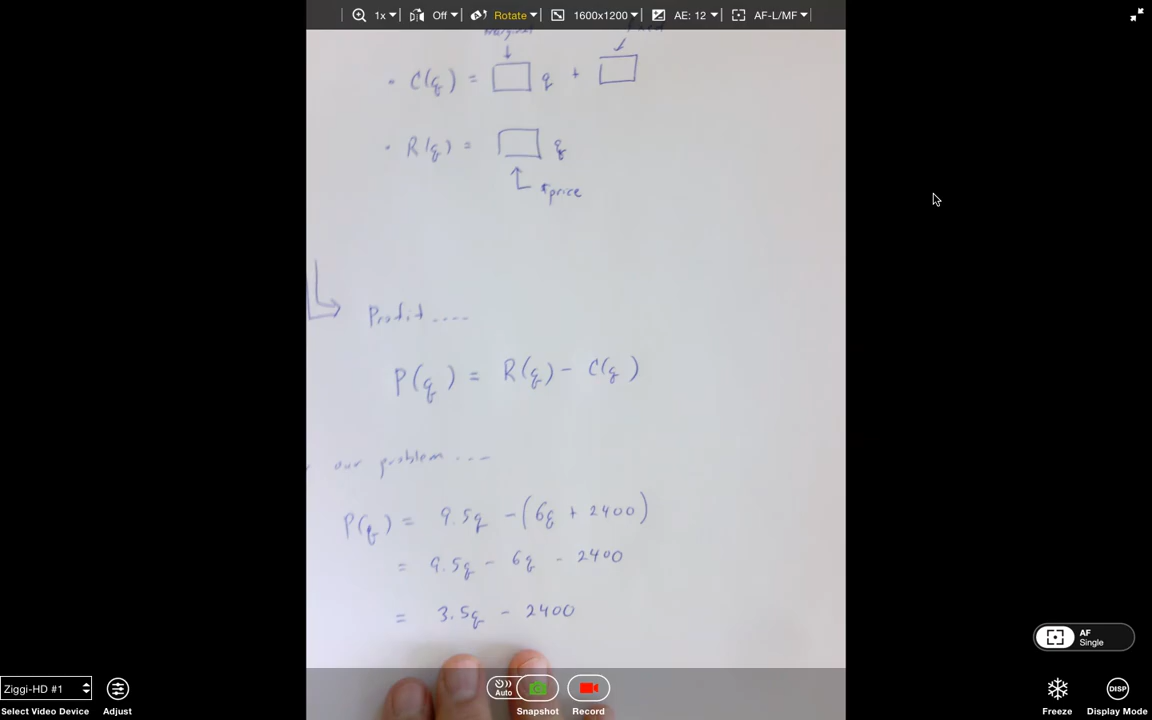 1x Off Rotate 1600x1200 AE: 12 AF-L/MF
• C(q) = □ q + □
• R(q) = □ q
price
Profit ....
P(q) = R(q) - C(q)
our problem ...
P(q) = 9.5q - (6q + 2400)
= 9.5q - 6q - 2400
= 3.5q - 2400
AF
Single
Ziggi-HD #1
Auto
DISP
Select Video Device Adjust Snapshot Record Freeze Display Mode